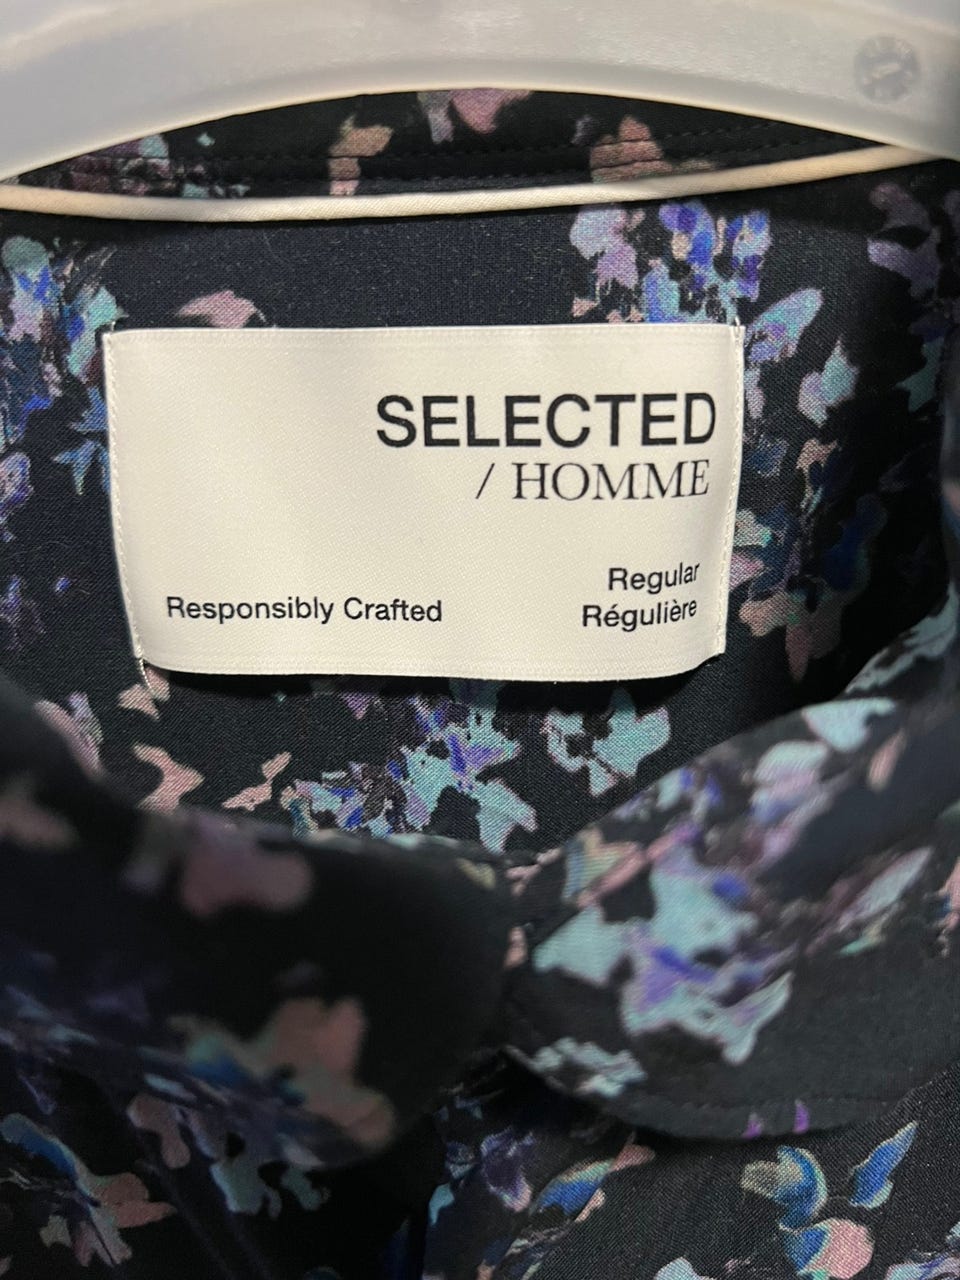 SELECTED
/ HOMME
Regular
Responsibly Crafted Régulière